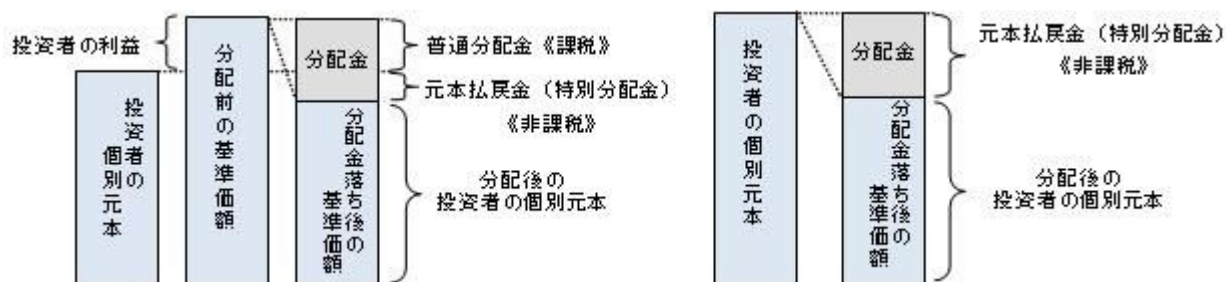 投資者の利益
投資者の
個別元本
分配前の基準価額
分配金
分配金落ち後の
基準価額
普通分配金《課税》
元本払戻金（特別分配金）
《非課税》
分配後の
投資者の個別元本
投資者の個別元本
分配金
分配金落ち後の
基準価額
元本払戻金（特別分配金）
《非課税》
分配後の
投資者の個別元本